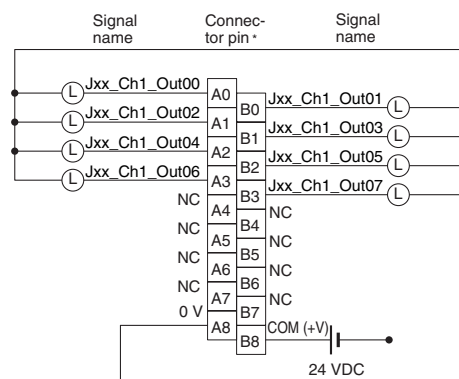 Signal name
Connec-
tor pin *
Signal name
L Jxx_Ch1_Out00 A0
B0 Jxx_Ch1_Out01 L
L Jxx_Ch1_Out02 A1
B1 Jxx_Ch1_Out03 L
L Jxx_Ch1_Out04 A2
B2 Jxx_Ch1_Out05 L
L Jxx_Ch1_Out06 A3
B3 Jxx_Ch1_Out07 L
NC A4
B4 NC
NC A5
B5 NC
NC A6
B6 NC
NC A7
B7 NC
0 V A8
B8 COM (+V)
24 VDC